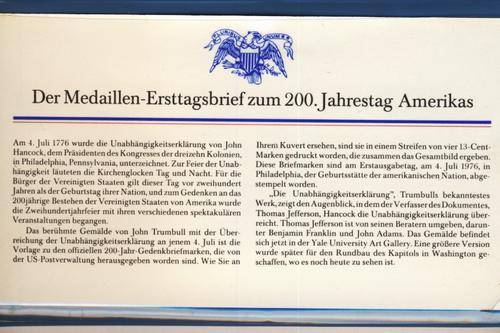 PLURIBUS UNUM
Der Medaillen-Ersttagsbrief zum 200. Jahrestag Amerikas
Am 4. Juli 1776 wurde die Unabhängigkeitserklärung von John
Hancock, dem Präsidenten des Kongresses der dreizehn Kolonien,
in Philadelphia, Pennsylvania, unterzeichnet. Zur Feier der Unab-
hängigkeit läuteten die Kirchenglocken Tag und Nacht. Für die
Bürger der Vereinigten Staaten gilt dieser Tag vor zweihundert
Jahren als der Geburtstag ihrer Nation, und zum Gedenken an das
200jährige Bestehen der Vereinigten Staaten von Amerika wurde
die Zweihundertjahrfeier mit ihren verschiedenen spektakulären
Veranstaltungen begangen.
Das berühmte Gemälde von John Trumbull mit der Über-
reichung der Unabhängigkeitserklärung an jenem 4. Juli ist die
Vorlage zu den offiziellen 200-Jahr-Gedenkbriefmarken, die von
der US-Postverwaltung herausgegeben worden sind. Wie Sie an
Ihrem Kuvert ersehen, sind sie in einem Streifen von vier 13-Cent-
Marken gedruckt worden, die zusammen das Gesamtbild ergeben.
Diese Briefmarken sind am Erstausgabetag, am 4. Juli 1976, in
Philadelphia, der Geburtsstätte der amerikanischen Nation, abge-
stempelt worden.
„Die Unabhängigkeitserklärung", Trumbulls bekanntestes
Werk, zeigt den Augenblick, in dem der Verfasser des Dokumentes,
Thomas Jefferson, Hancock die Unabhängigkeitserklärung über-
reicht. Thomas Jefferson ist von seinen Beratern umgeben, darun-
ter Benjamin Franklin und John Adams. Das Gemälde befindet
sich jetzt in der Yale University Art Gallery. Eine größere Version
wurde später für den Rundbau des Kapitols in Washington ge-
schaffen, wo es noch heute zu sehen ist.